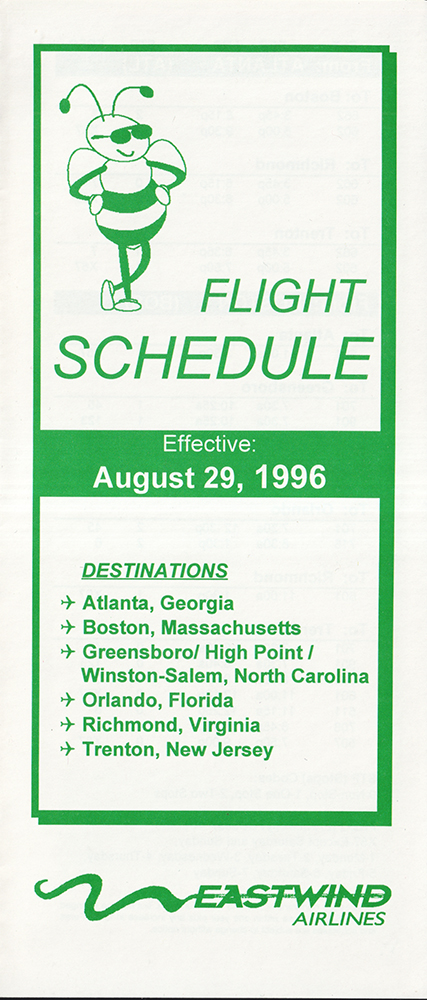 FLIGHT
SCHEDULE
Effective:
August 29, 1996
DESTINATIONS
Atlanta, Georgia
Boston, Massachusetts
Greensboro/ High Point /
Winston-Salem, North Carolina
Orlando, Florida
Richmond, Virginia
Trenton, New Jersey
EASTWIND
AIRLINES